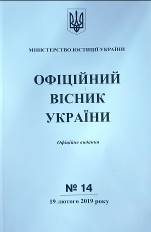 МІНІСТЕРСТВО ЮСТИЦІЇ УКРАЇНИ
ОФІЦІЙНИЙ
ВІСНИК
УКРАЇНИ
Офіційне видання
№ 14
19 лютого 2019 року